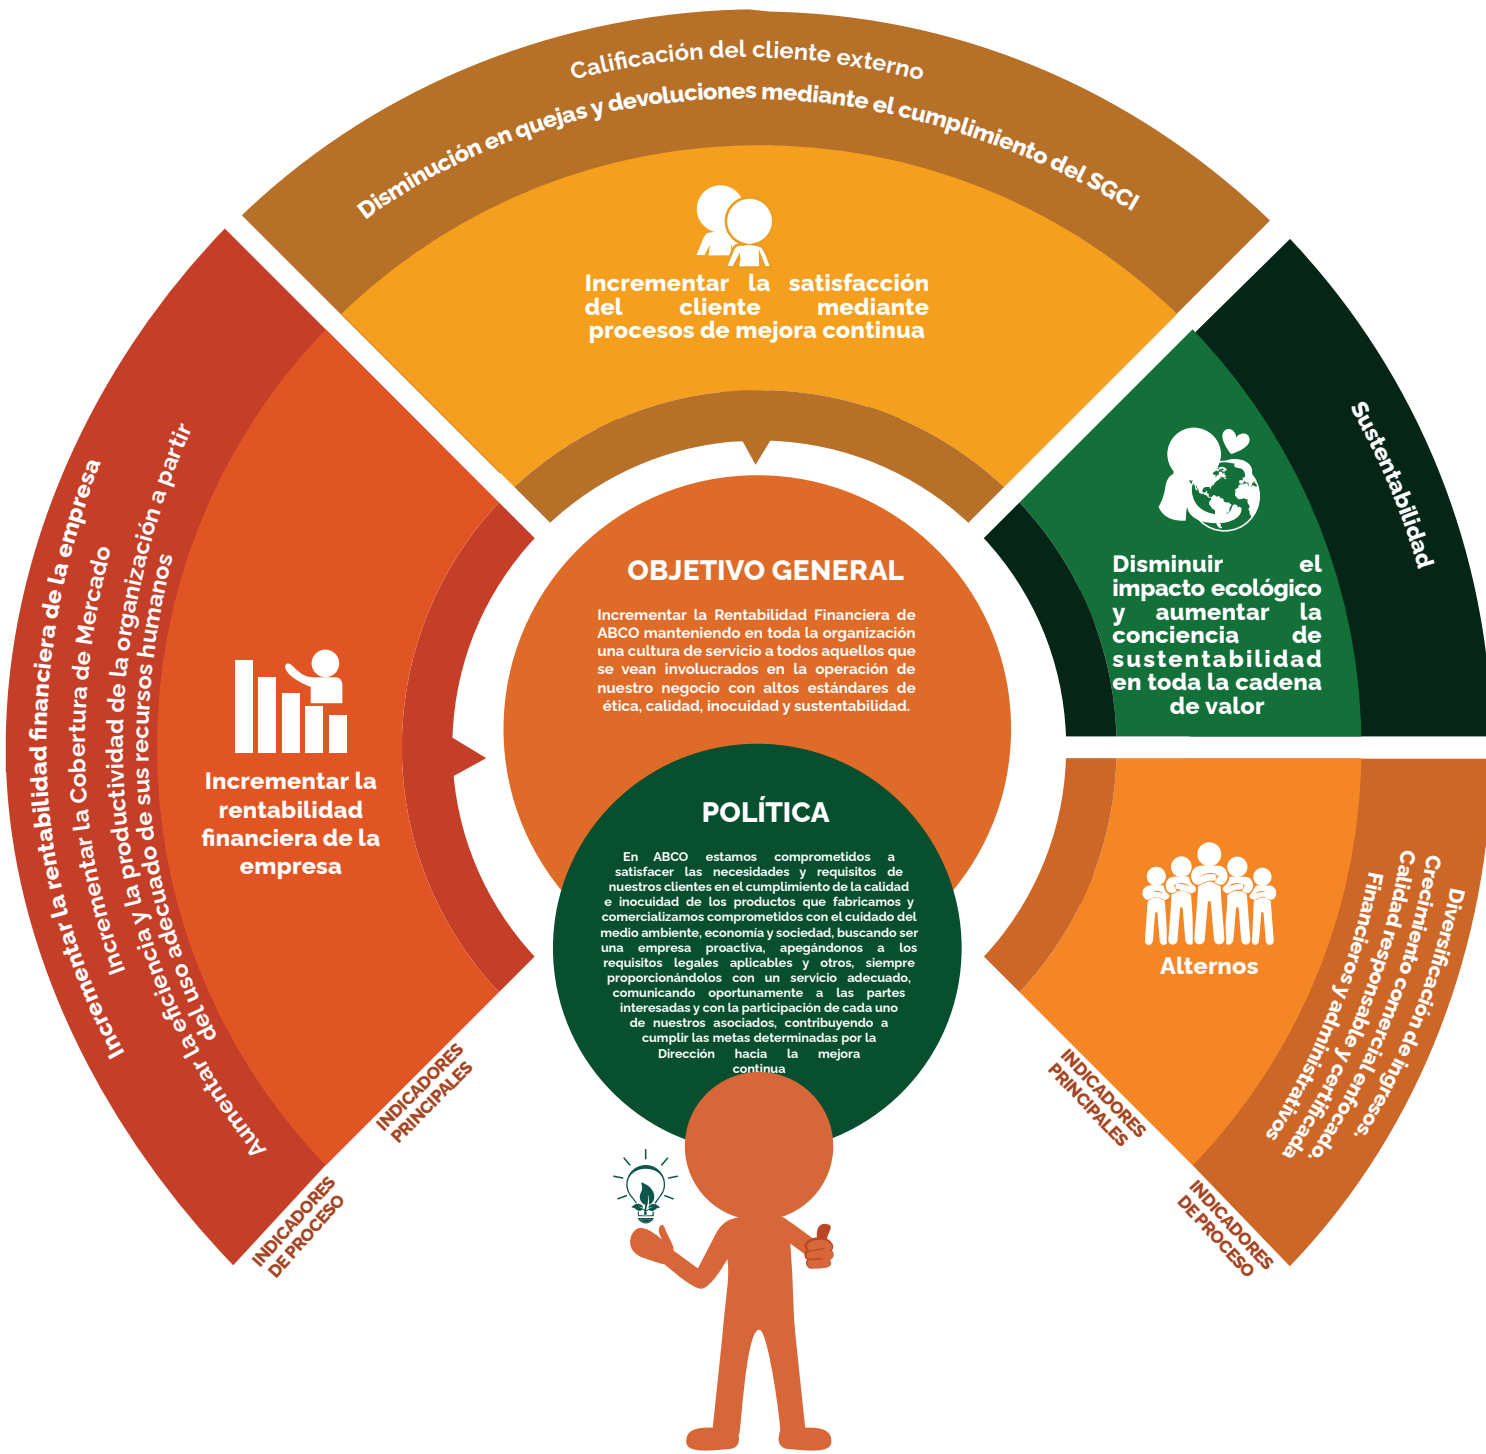 Calificación del cliente externo
Disminución en quejas y devoluciones mediante el cumplimiento del SGCI
Incrementar la satisfacción
del cliente mediante
procesos de mejora continua
Incrementar la rentabilidad financiera de la empresa
Incrementar la Cobertura de Mercado
Incrementar la productividad de la organización a partir
Aumentar la eficiencia y la productividad de la organización a partir
del uso adecuado de sus recursos humanos
Incrementar la
rentabilidad
financiera de la
empresa
INDICADORES
PRINCIPALES
INDICADORES
DE PROCESO
OBJETIVO GENERAL
Incrementar la Rentabilidad Financiera de
ABCO manteniendo en toda la organización
una cultura de servicio a todos aquellos que
se vean involucrados en la operación de
nuestro negocio con altos estándares de
ética, calidad, inocuidad y sustentabilidad.
POLÍTICA
En ABCO estamos comprometidos a
satisfacer las necesidades y requisitos de
nuestros clientes en el cumplimiento de la calidad
e inocuidad de los productos que fabricamos y
comercializamos comprometidos con el cuidado del
medio ambiente, economía y sociedad, buscando ser
una empresa proactiva, apegándonos a los
requisitos legales aplicables y otros, siempre
proporcionándolos con un servicio adecuado,
comunicando oportunamente a las partes
interesadas y con la participación de cada uno
de nuestros asociados, contribuyendo a
cumplir las metas determinadas por la
Dirección hacia la mejora
continua
Sustentabilidad
Disminuir el
impacto ecológico
y aumentar la
conciencia de
sustentabilidad
en toda la cadena
de valor
Alternos
Diversificación de ingresos.
Crecimiento comercial enfocado.
Calidad responsable y certificada
Financieros y administrativos
INDICADORES
PRINCIPALES
INDICADORES
DE PROCESO